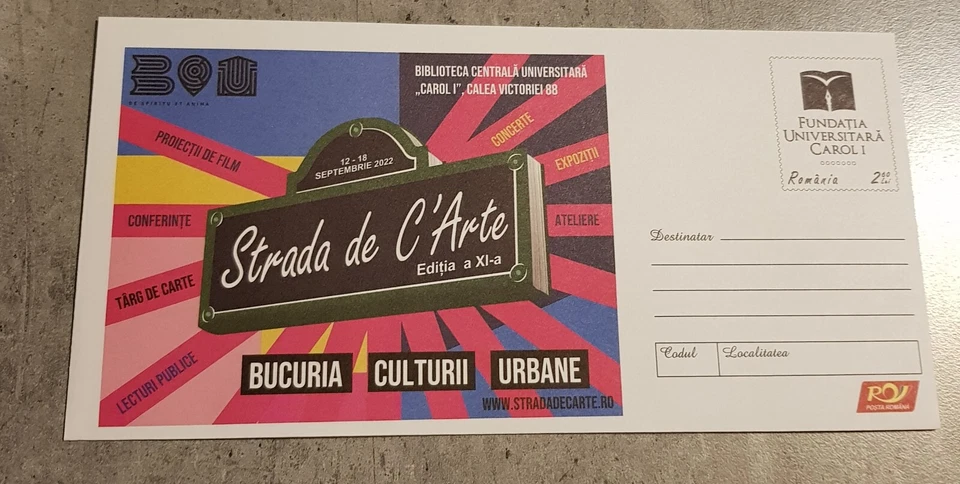 BCU
DE SPIRITU ET ANIMA
BIBLIOTECA CENTRALĂ UNIVERSITARĂ
„CAROL I”, CALEA VICTORIEI 88
PROIECȚII DE FILM
CONCERTE
EXPOZIȚII
12 - 18
SEPTEMBRIE 2022
CONFERINȚE
Strada de C'Arte
ATELIERE
Ediția a XI-a
TÂRG DE CARTE
LECTURI PUBLICE
BUCURIA CULTURII URBANE
WWW.STRADADECARTE.RO
FUNDAȚIA
UNIVERSITARĂ
CAROL I
România 2
Lei
Destinatar
Codul Localitatea
POȘTA ROMÂNĂ